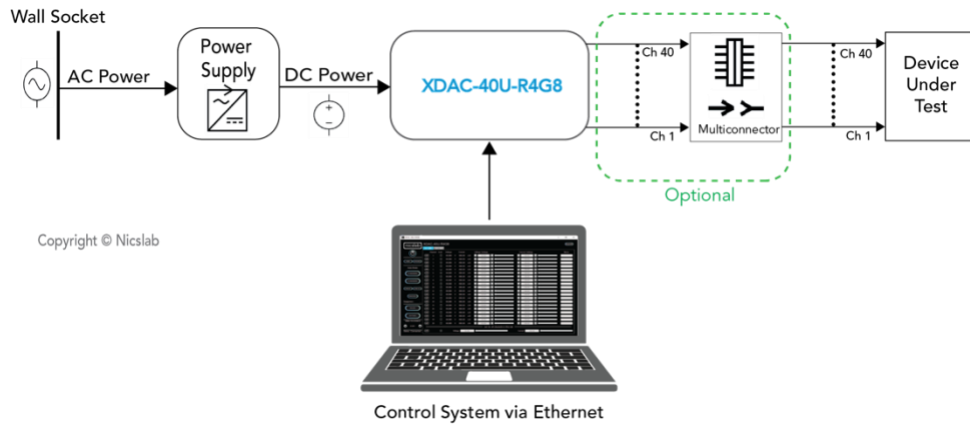 Wall Socket
AC Power
Power
Supply
DC Power
+
−
XDAC-40U-R4G8
Ch 40
Ch 1
Multiconnector
Optional
Ch 40
Ch 1
Device
Under
Test
Copyright © Nicslab
Control System via Ethernet